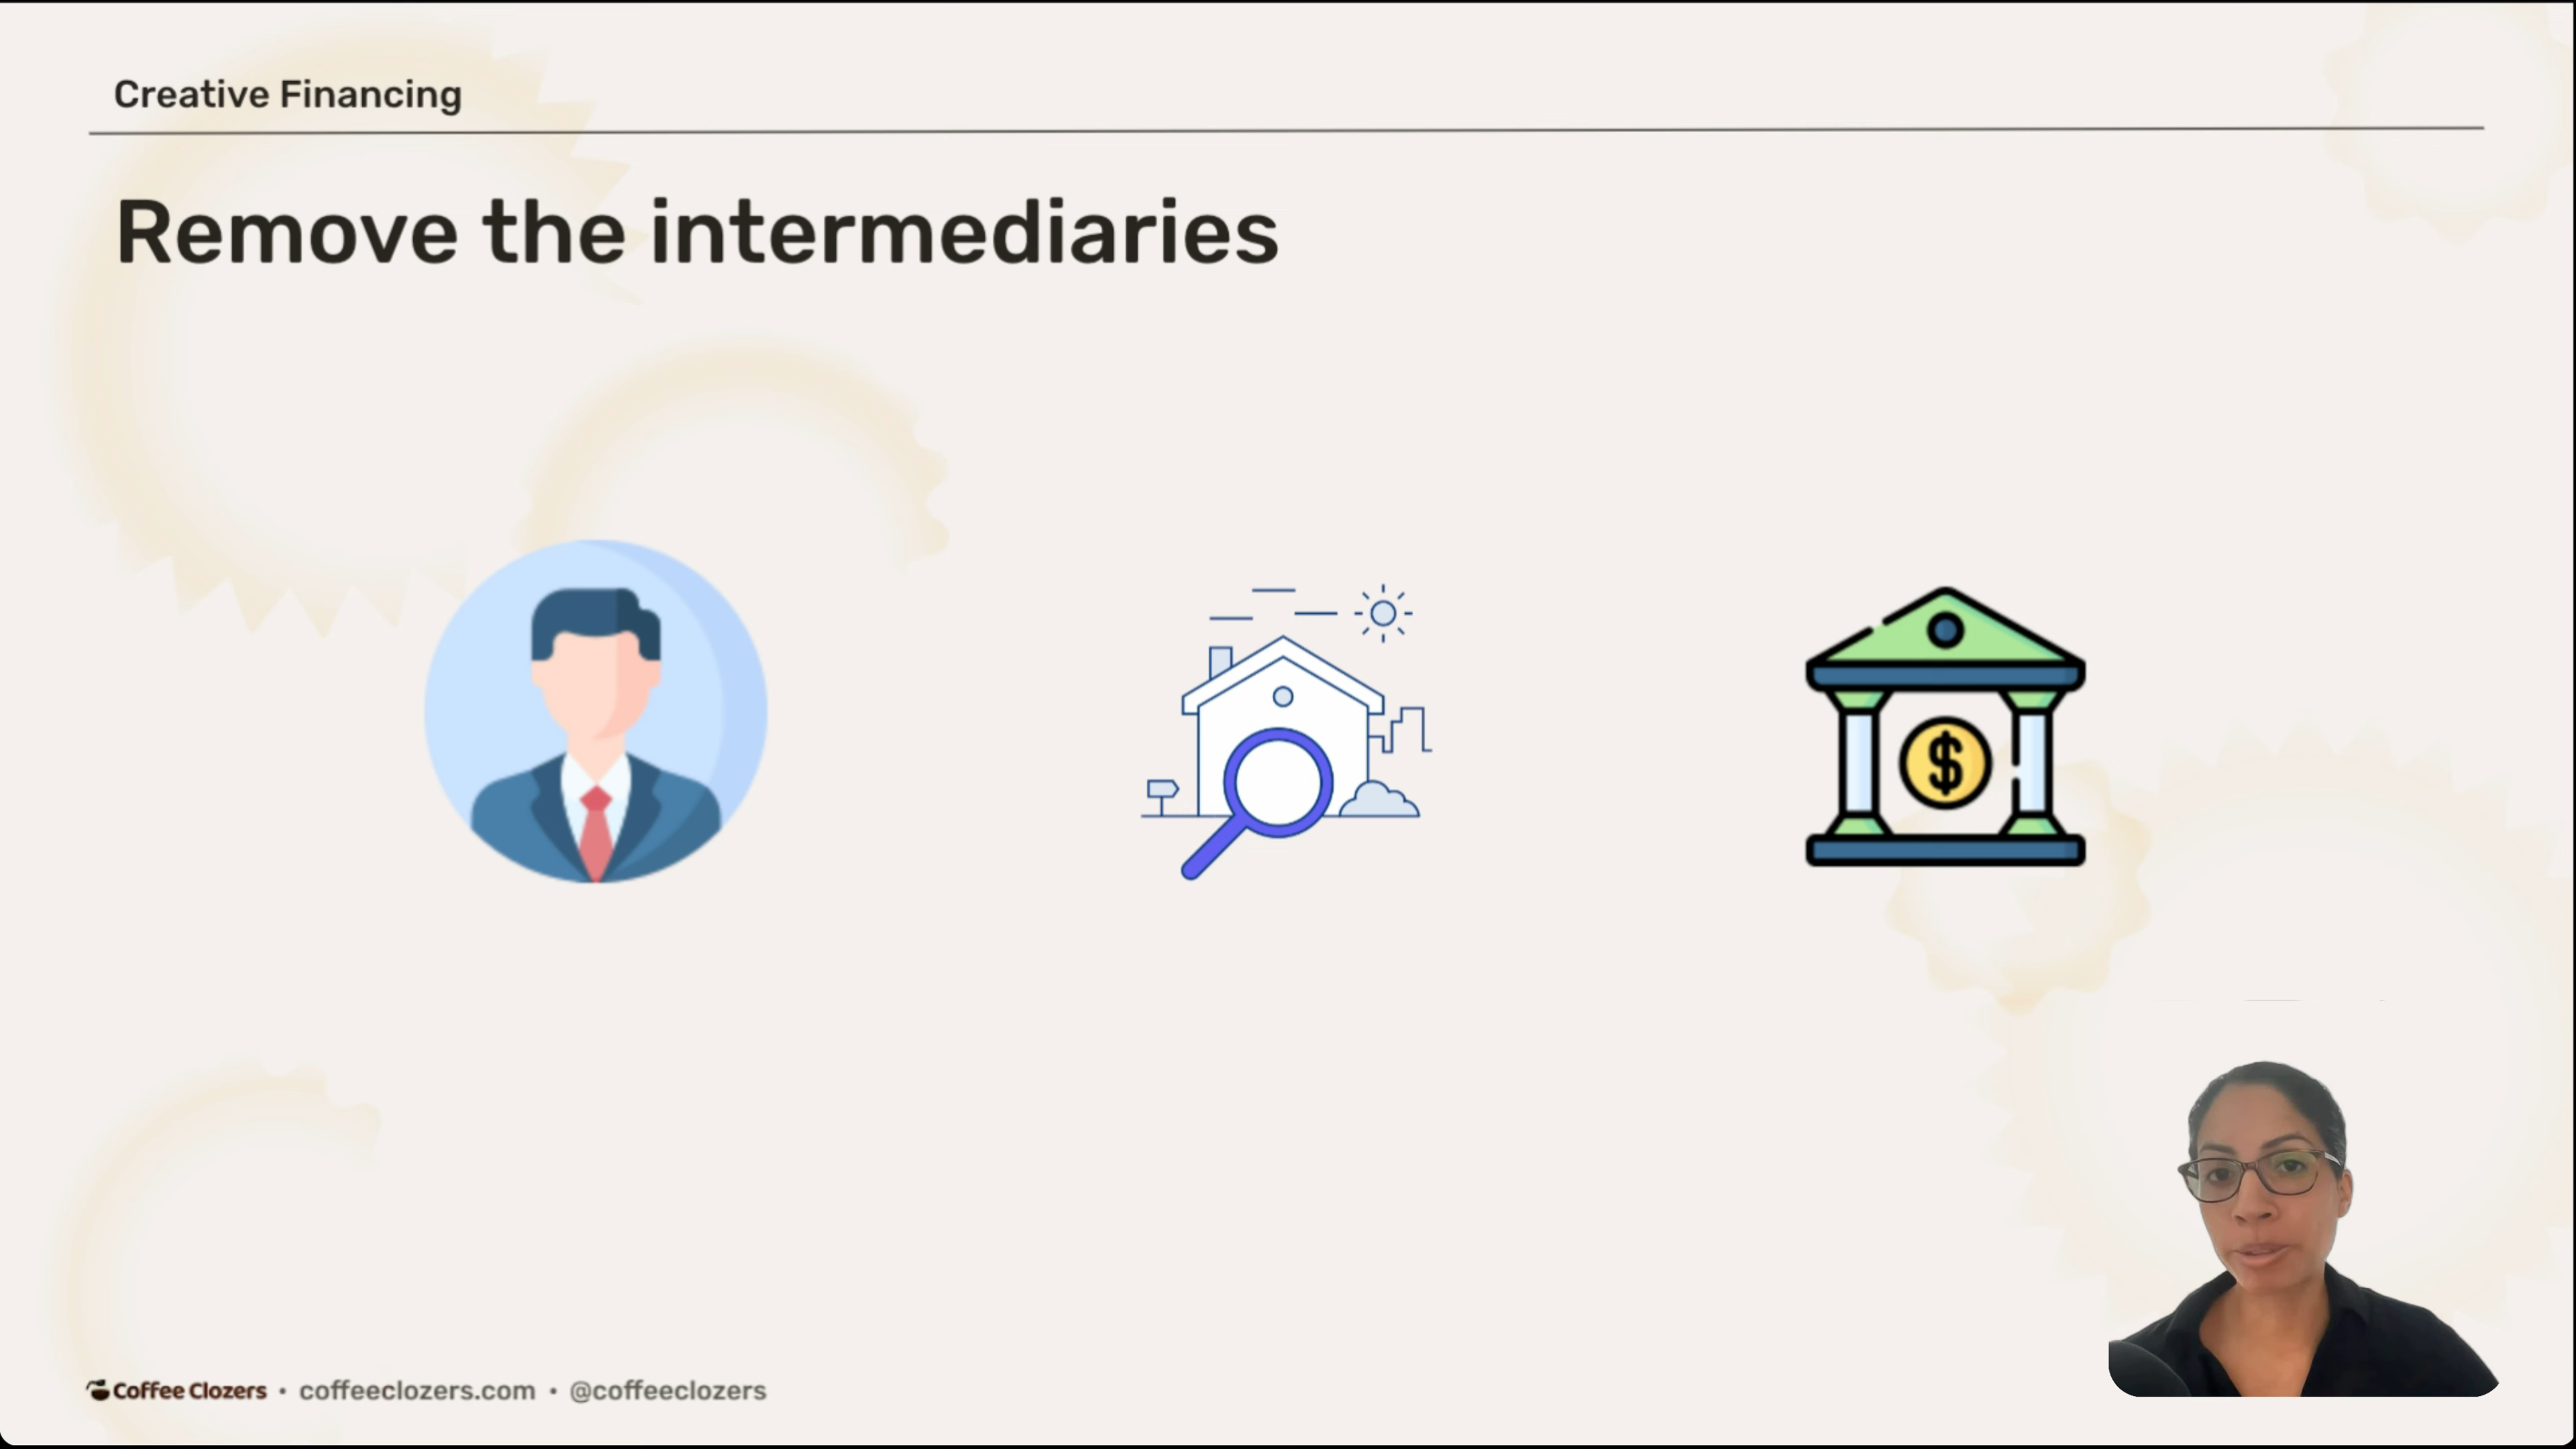 Creative Financing
Remove the intermediaries
$
Coffee Clozers • coffeeclozers.com • @coffeeclozers